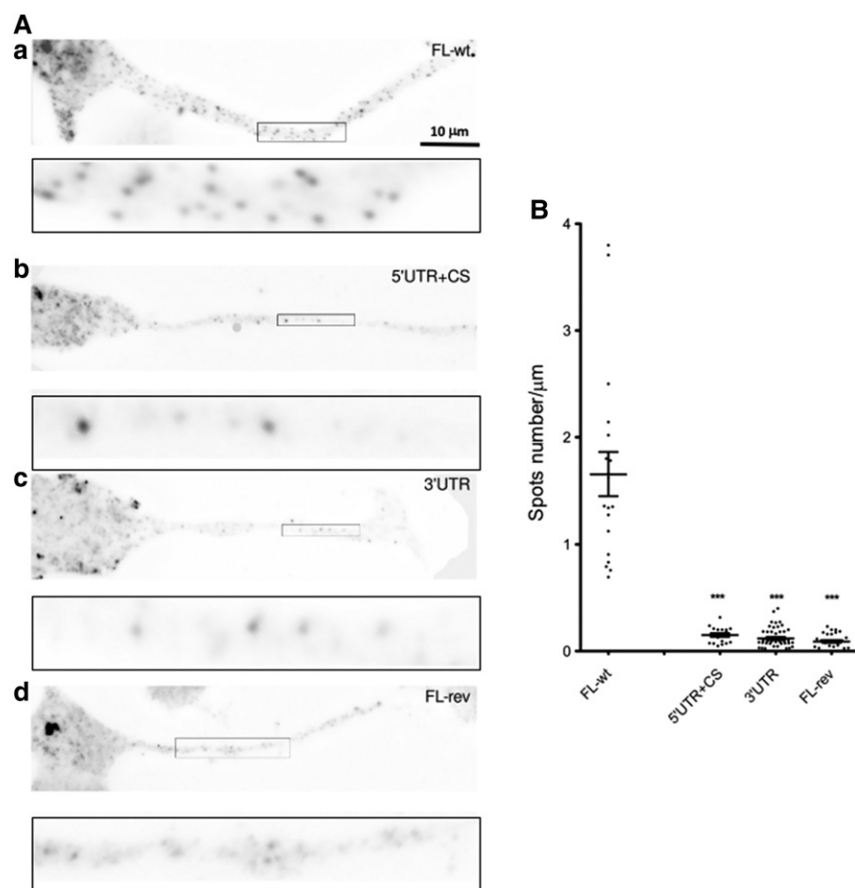 A
a
FL-wt
10 µm
b
5'UTR+CS
c
3'UTR
d
FL-rev
B
4
3
2
1
0
Spots number/µm
***
***
***
FL-wt
5'UTR+CS
3'UTR
FL-rev